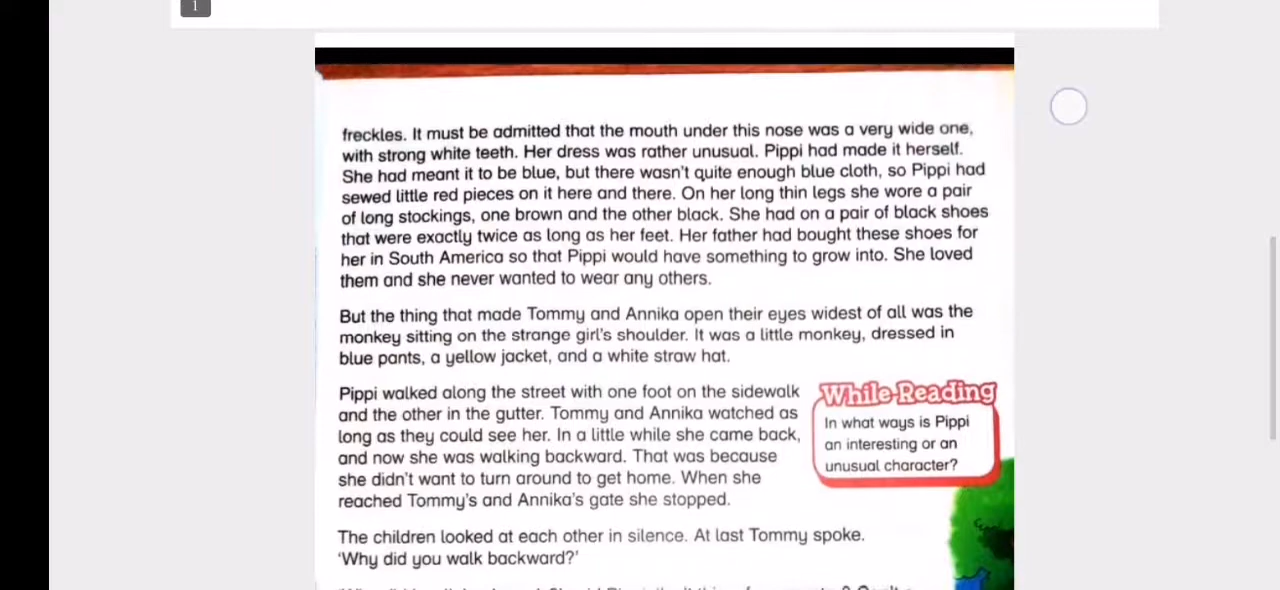 1
freckles. It must be admitted that the mouth under this nose was a very wide one,
with strong white teeth. Her dress was rather unusual. Pippi had made it herself.
She had meant it to be blue, but there wasn't quite enough blue cloth, so Pippi had
sewed little red pieces on it here and there. On her long thin legs she wore a pair
of long stockings, one brown and the other black. She had on a pair of black shoes
that were exactly twice as long as her feet. Her father had bought these shoes for
her in South America so that Pippi would have something to grow into. She loved
them and she never wanted to wear any others.
But the thing that made Tommy and Annika open their eyes widest of all was the
monkey sitting on the strange girl's shoulder. It was a little monkey, dressed in
blue pants, a yellow jacket, and a white straw hat.
Pippi walked along the street with one foot on the sidewalk
and the other in the gutter. Tommy and Annika watched as
long as they could see her. In a little while she came back,
and now she was walking backward. That was because
she didn't want to turn around to get home. When she
reached Tommy's and Annika's gate she stopped.
While-Reading
In what ways is Pippi
an interesting or an
unusual character?
The children looked at each other in silence. At last Tommy spoke.
'Why did you walk backward?'